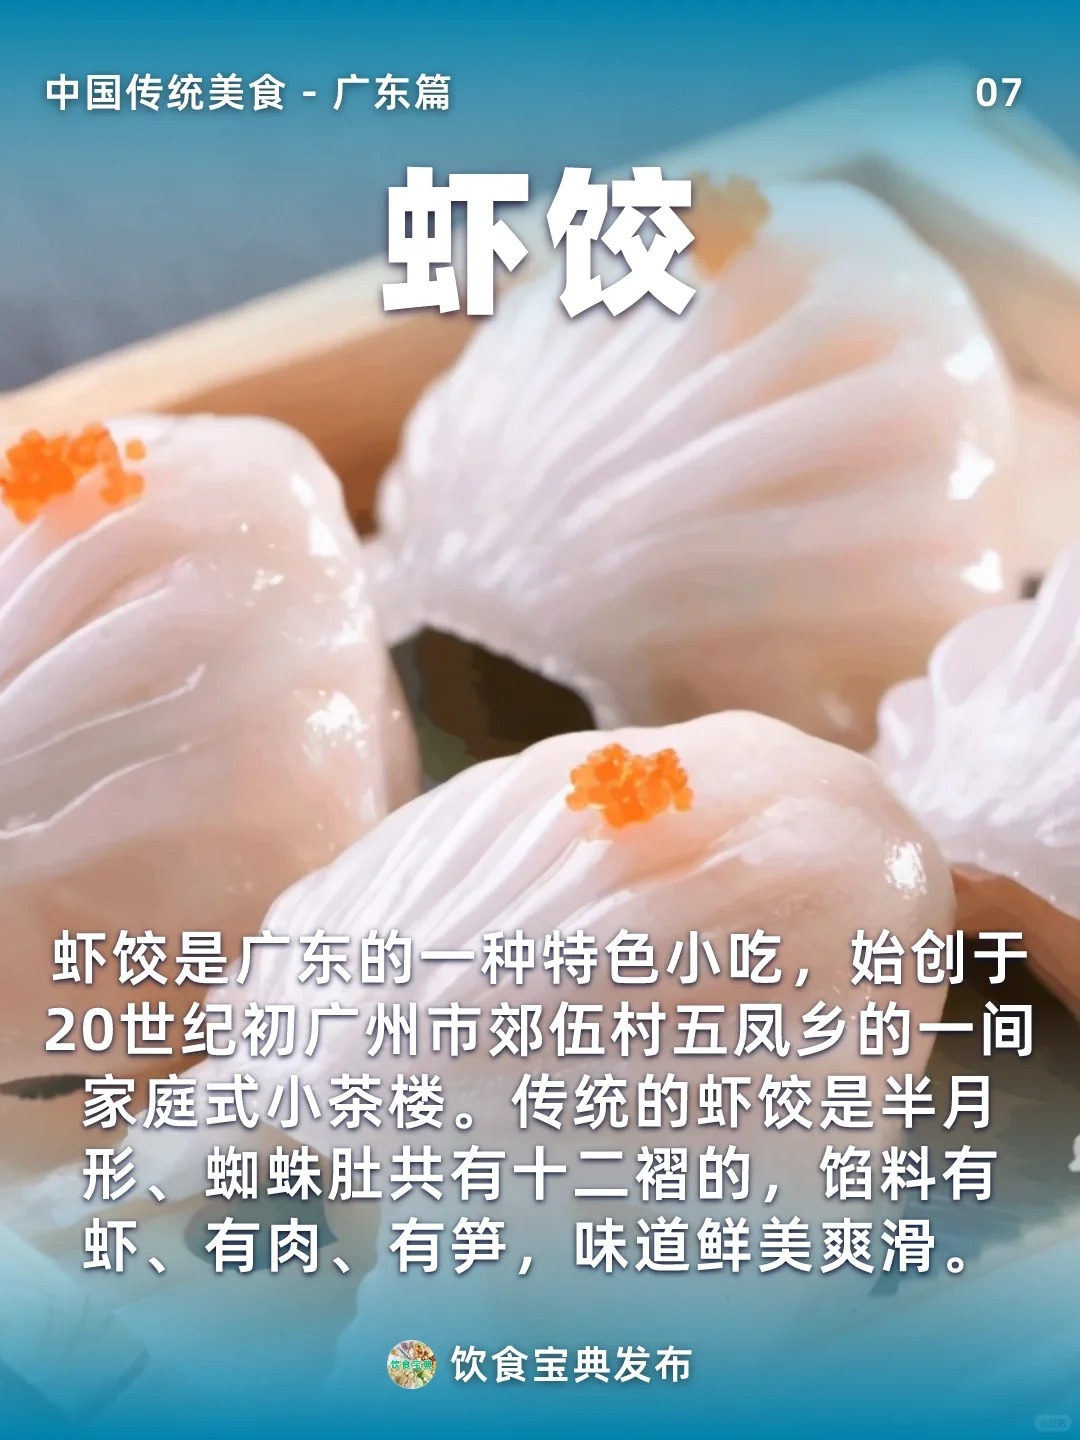 中国传统美食 - 广东篇
07
虾饺
虾饺是广东的一种特色小吃，始创于
20世纪初广州市郊伍村五凤乡的一间
家庭式小茶楼。传统的虾饺是半月
形、蜘蛛肚共有十二褶的，馅料有
虾、有肉、有笋，味道鲜美爽滑。
饮食宝典
饮食宝典发布